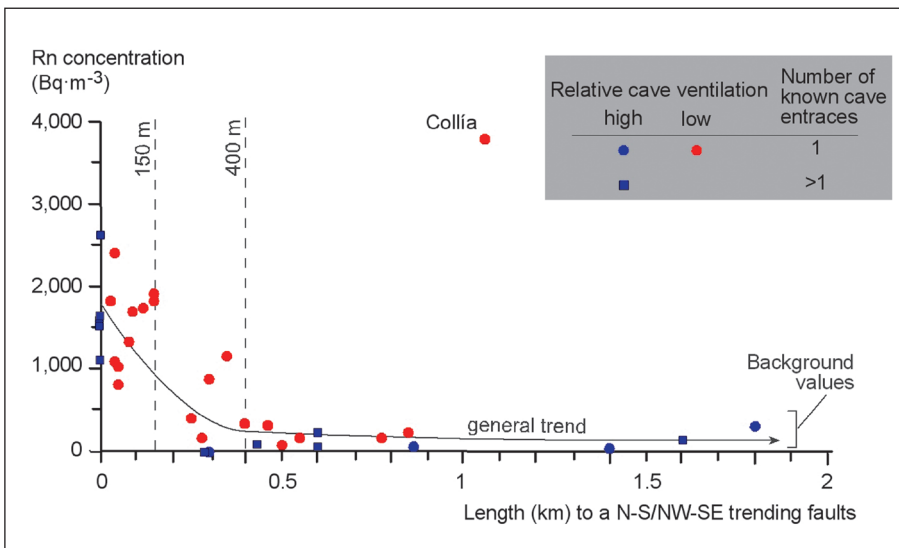 Rn concentration
(Bq·m⁻³)
4,000
3,000
2,000
1,000
0
150 m
400 m
Collía
Relative cave ventilation
high low
Number of
known cave
entraces
1
>1
general trend
Background
values
0 0.5 1 1.5 2
Length (km) to a N-S/NW-SE trending faults